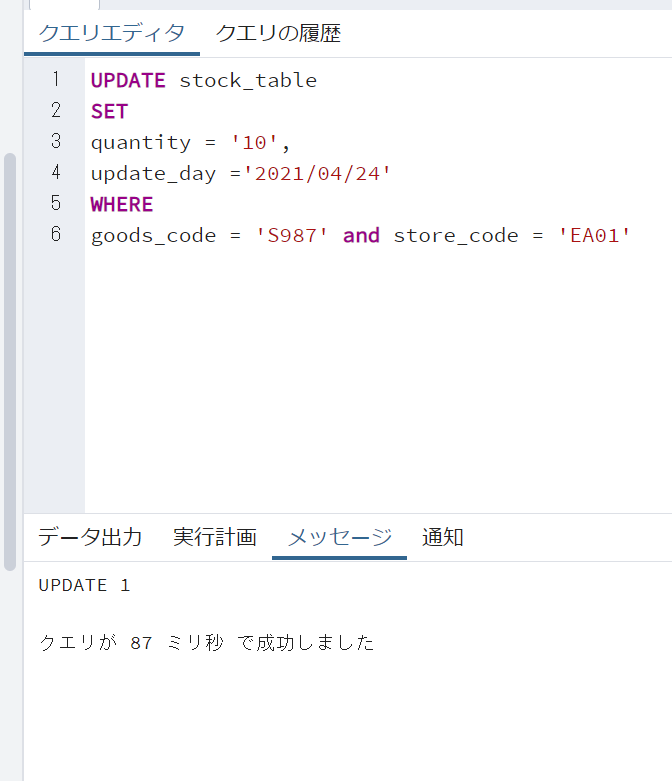 クエリエディタ クエリの履歴
1 UPDATE stock_table
2 SET
3 quantity = '10',
4 update_day ='2021/04/24'
5 WHERE
6 goods_code = 'S987' and store_code = 'EA01'
データ出力 実行計画 メッセージ 通知
UPDATE 1
クエリが 87 ミリ秒 で成功しました